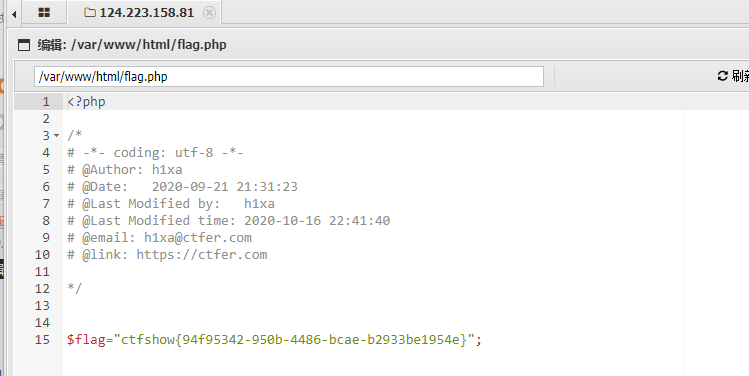 124.223.158.81
编辑: /var/www/html/flag.php
/var/www/html/flag.php
刷新
1 <?php
2
3 /*
4 # -*- coding: utf-8 -*-
5 # @Author: h1xa
6 # @Date:   2020-09-21 21:31:23
7 # @Last Modified by:   h1xa
8 # @Last Modified time: 2020-10-16 22:41:40
9 # @email: h1xa@ctfer.com
10 # @link: https://ctfer.com
11
12 */
13
14
15 $flag="ctfshow{94f95342-950b-4486-bcae-b2933be1954e}";